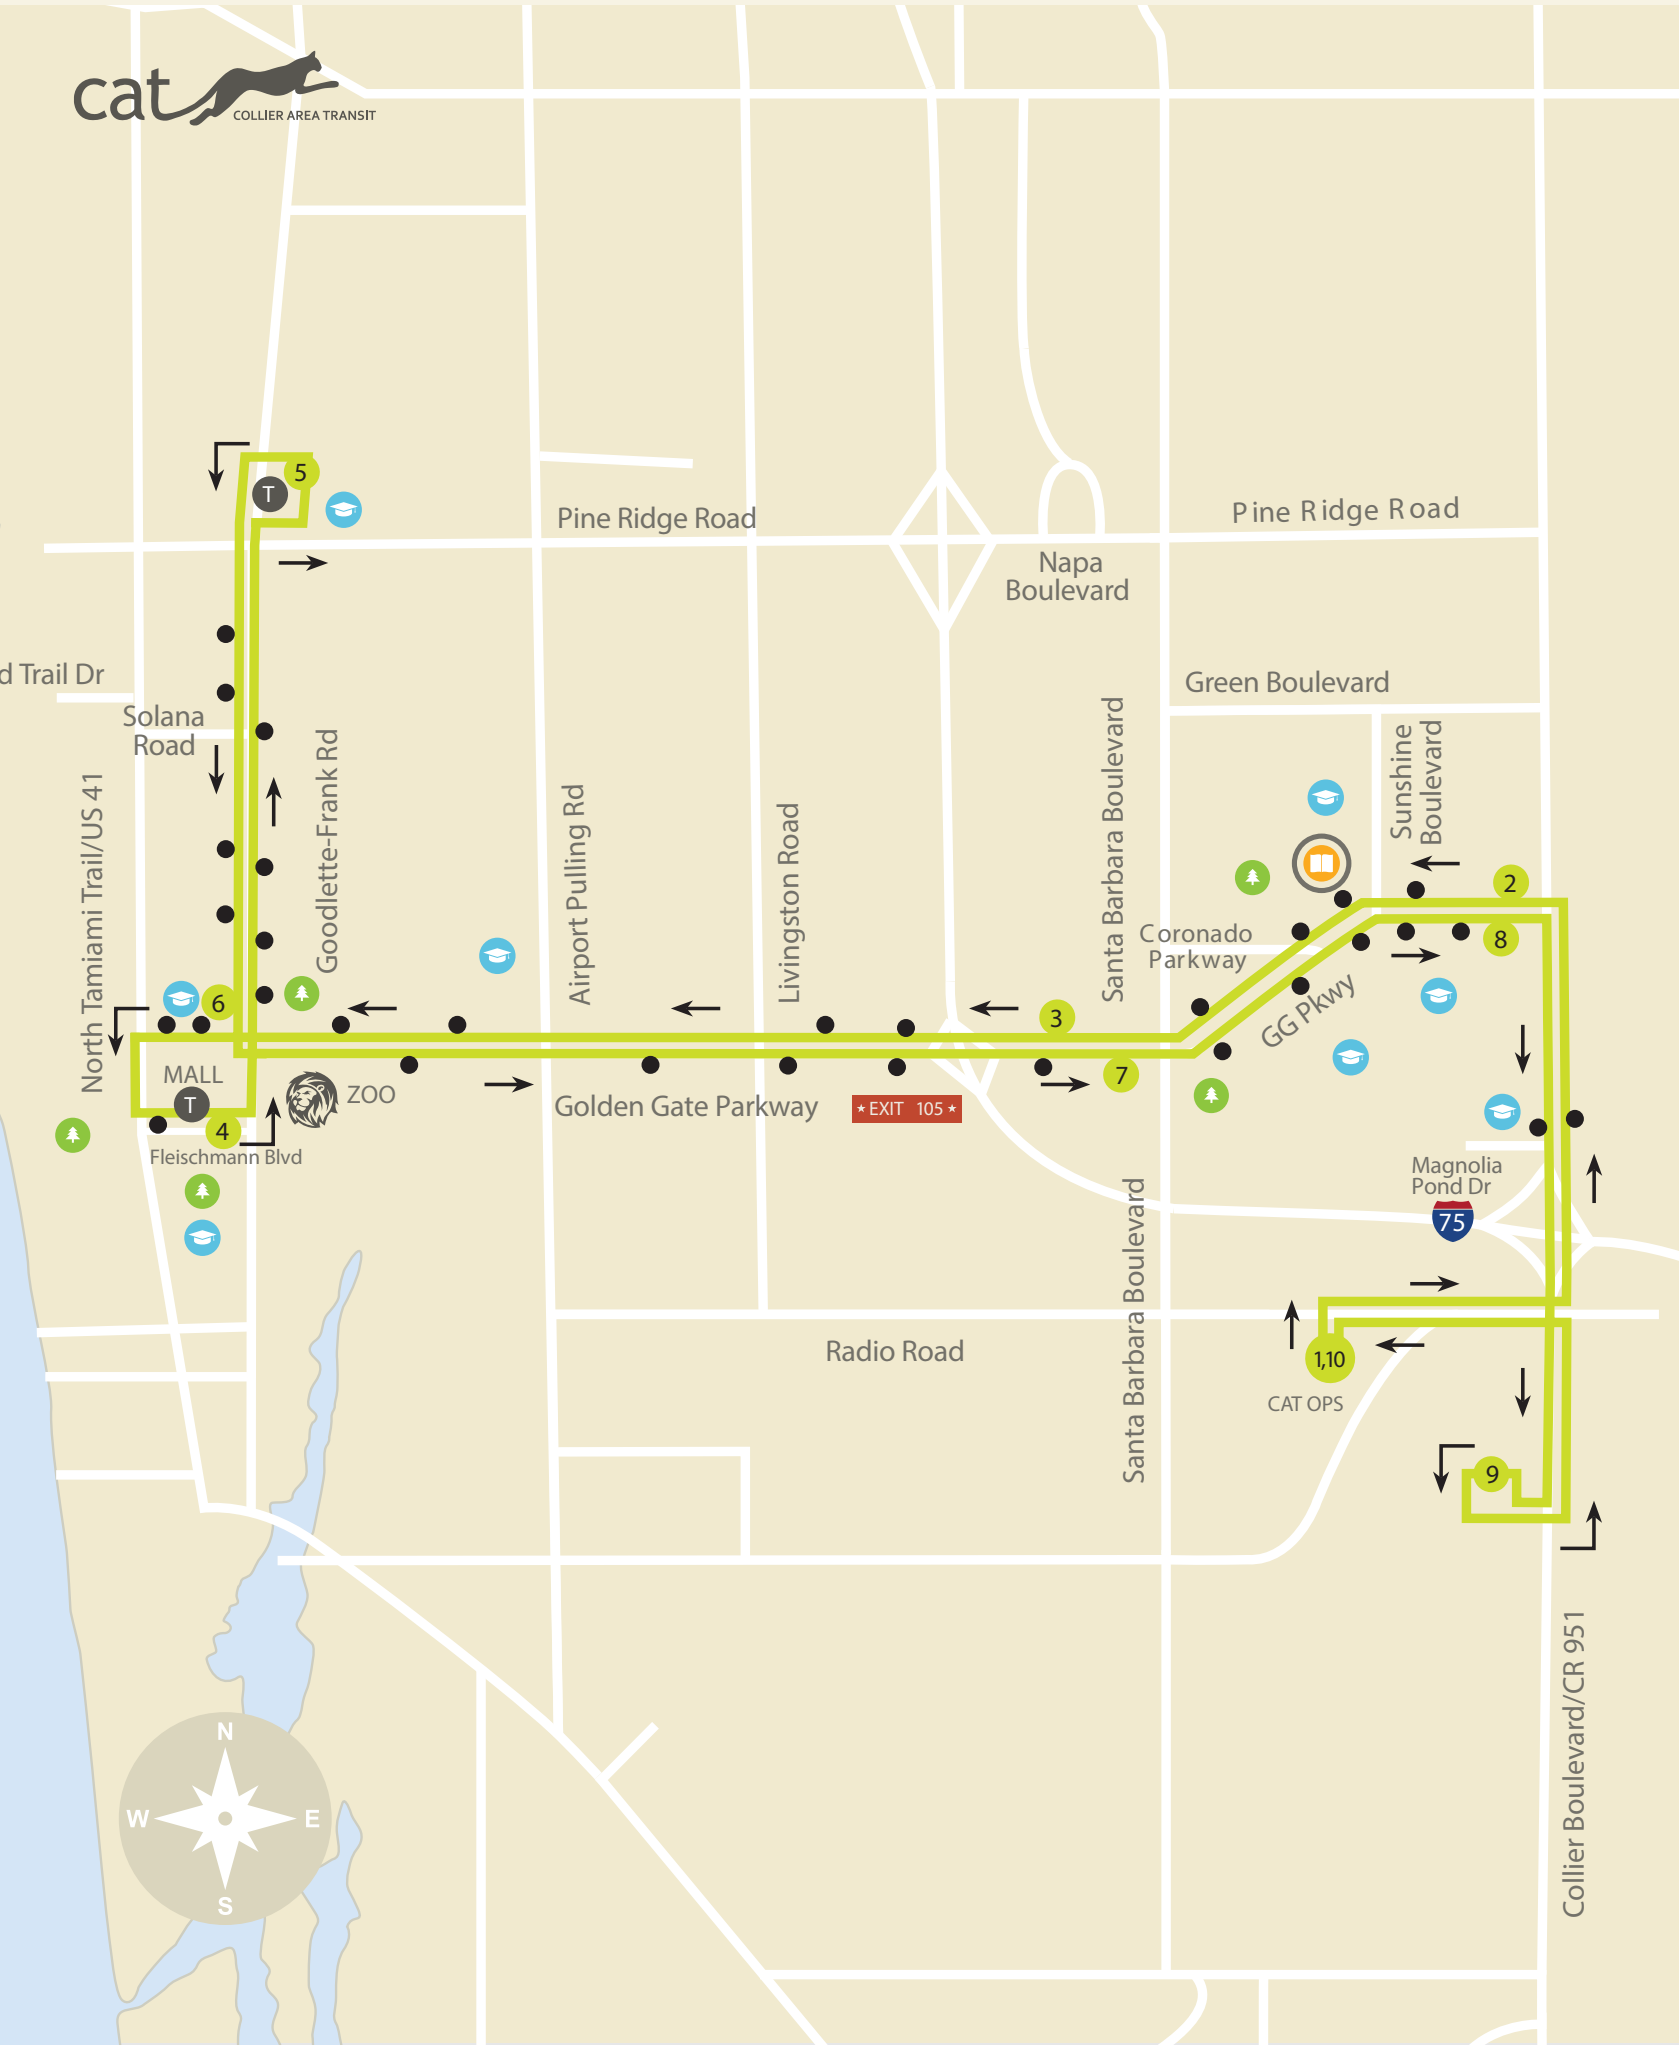 cat
COLLIER AREA TRANSIT
5
T
Pine Ridge Road
Pine Ridge Road
Napa
Boulevard
d Trail Dr
Green Boulevard
Solana
Road
Sunshine
Boulevard
Santa Barbara Boulevard
Goodlette-Frank Rd
North Tamiami Trail/US 41
Airport Pulling Rd
Livingston Road
2
Coronado
Parkway
8
6
3
GG Pkwy
MALL
T
ZOO
7
Golden Gate Parkway
EXIT 105
4
Fleischmann Blvd
Magnolia
Pond Dr
75
Santa Barbara Boulevard
Radio Road
1,10
CAT OPS
9
Collier Boulevard/CR 951
N
W
E
S